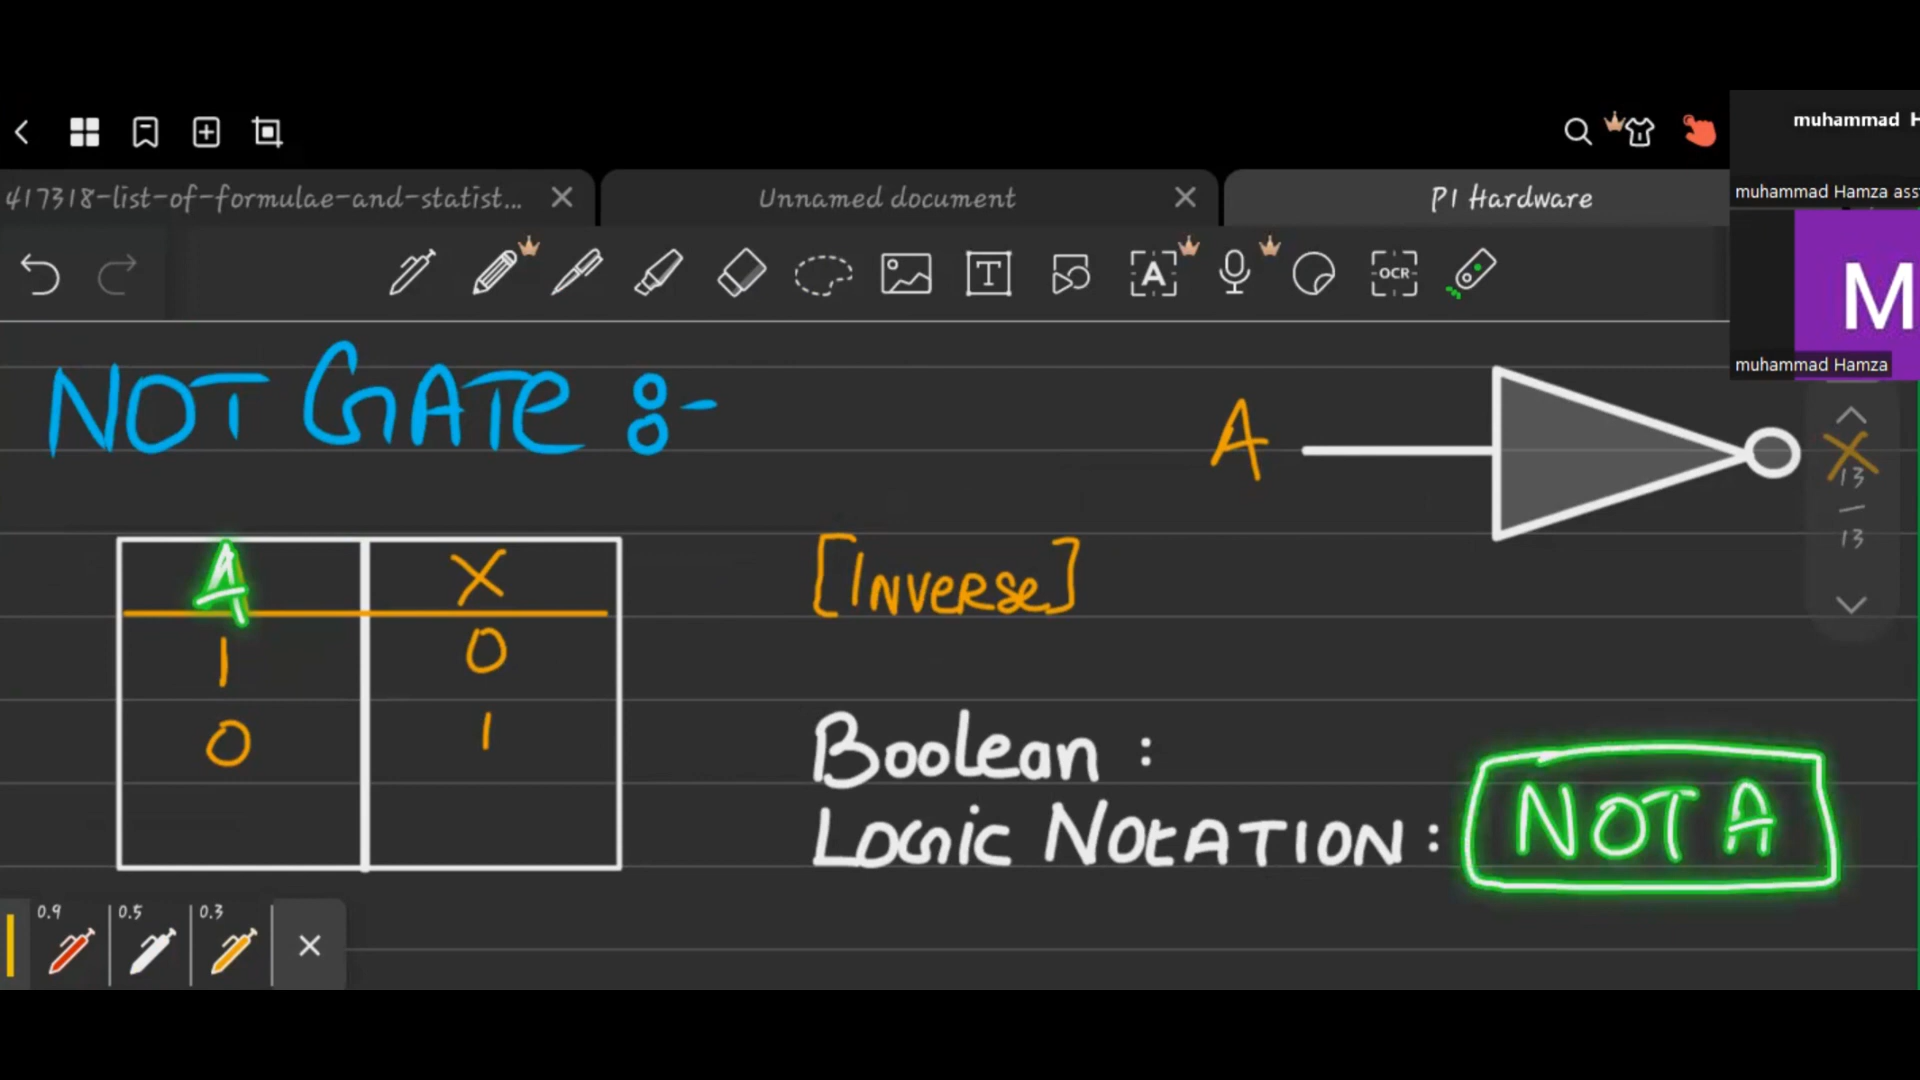 muhammad H
417318-list-of-formulae-and-statist...
Unnamed document
P1 Hardware
muhammad Hamza ass
T
A
OCR
M
muhammad Hamza
NOT GATE :-
A
X
13
13
A X
[INVERSE]
1 0
0 1
Boolean :
LOGIC NOTATION : NOT A
0.9 0.5 0.3